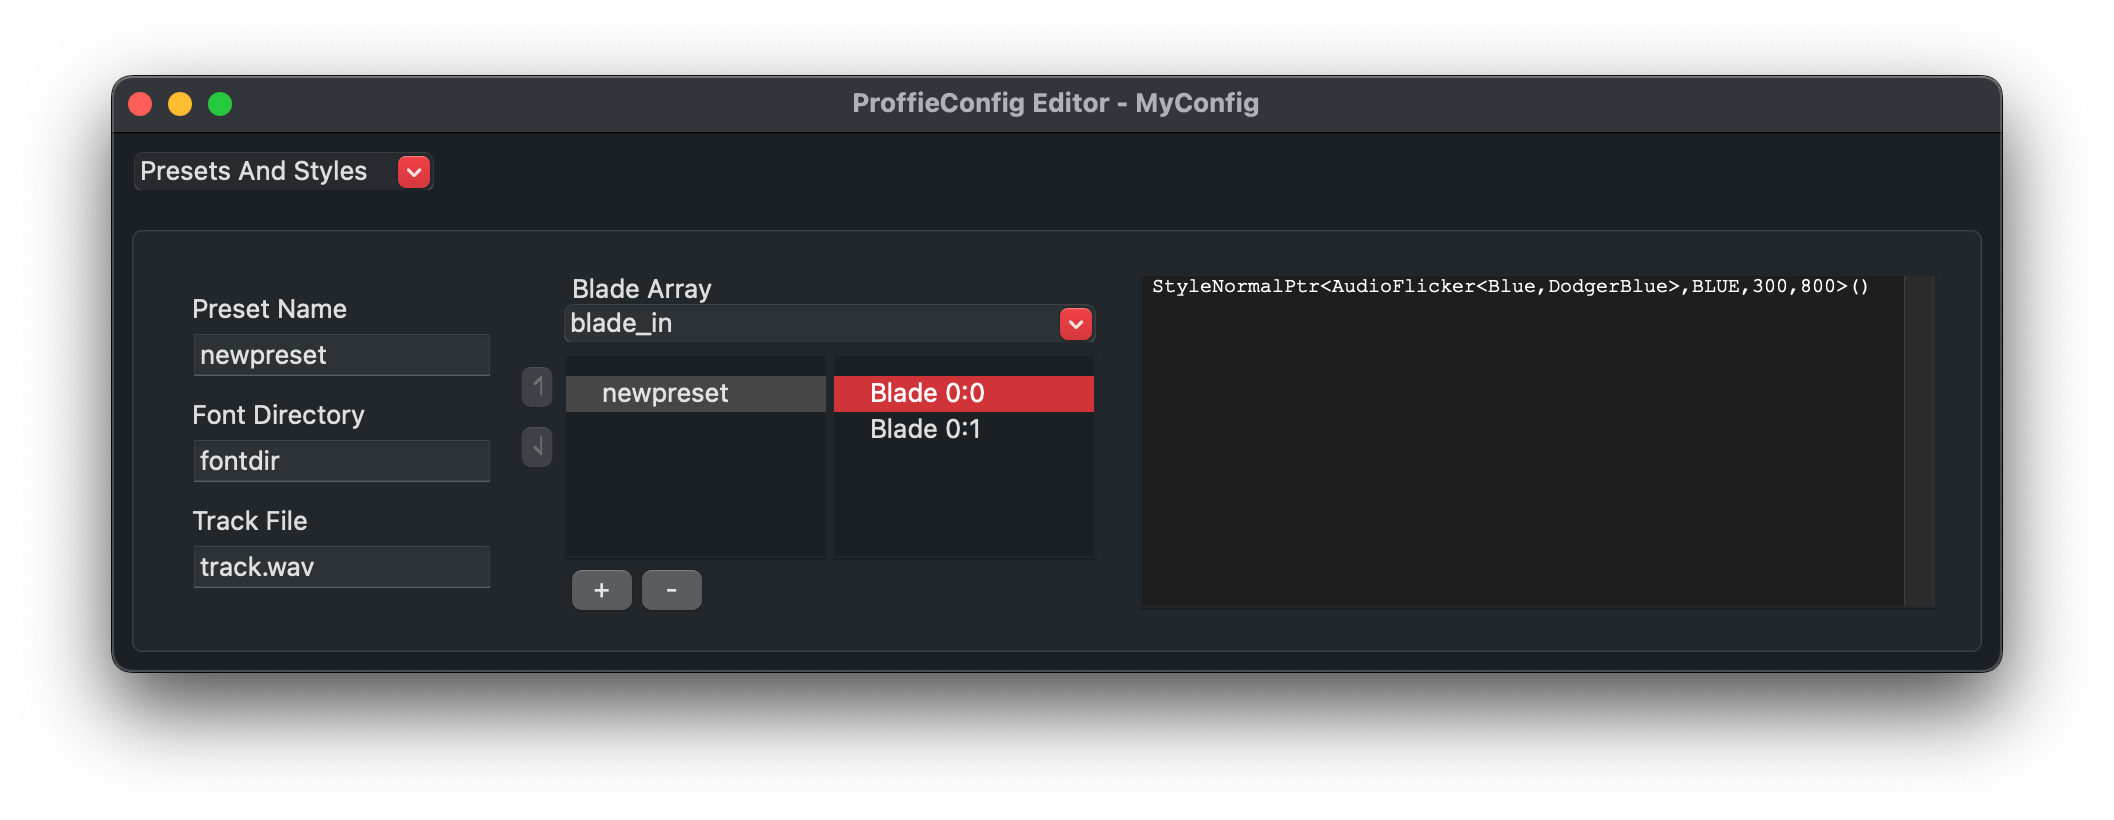 ProffieConfig Editor - MyConfig
Presets And Styles
Preset Name
newpreset
Font Directory
fontdir
Track File
track.wav
Blade Array
blade_in
newpreset
Blade 0:0
Blade 0:1
+ -
StyleNormalPtr<AudioFlicker<Blue,DodgerBlue>,BLUE,300,800>()